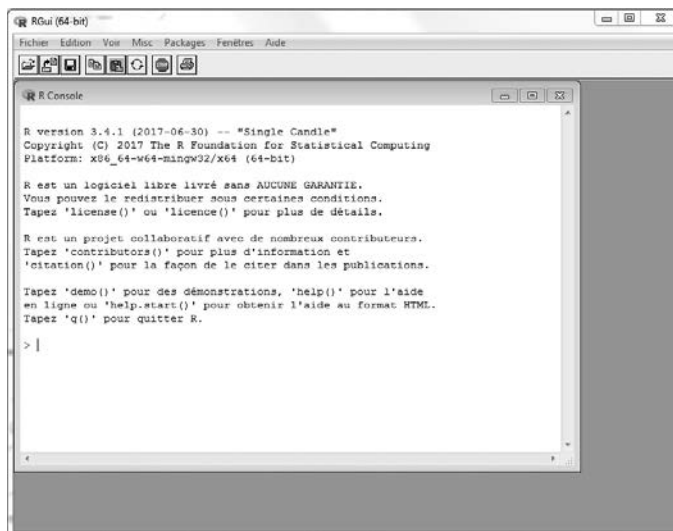 RGui (64-bit)
Fichier Edition Voir Misc Packages Fenêtres Aide
R Console
R version 3.4.1 (2017-06-30) -- "Single Candle"
Copyright (C) 2017 The R Foundation for Statistical Computing
Platform: x86_64-w64-mingw32/x64 (64-bit)
R est un logiciel libre livré sans AUCUNE GARANTIE.
Vous pouvez le redistribuer sous certaines conditions.
Tapez 'license()' ou 'licence()' pour plus de détails.
R est un projet collaboratif avec de nombreux contributeurs.
Tapez 'contributors()' pour plus d'information et
'citation()' pour la façon de le citer dans les publications.
Tapez 'demo()' pour des démonstrations, 'help()' pour l'aide
en ligne ou 'help.start()' pour obtenir l'aide au format HTML.
Tapez 'q()' pour quitter R.
>